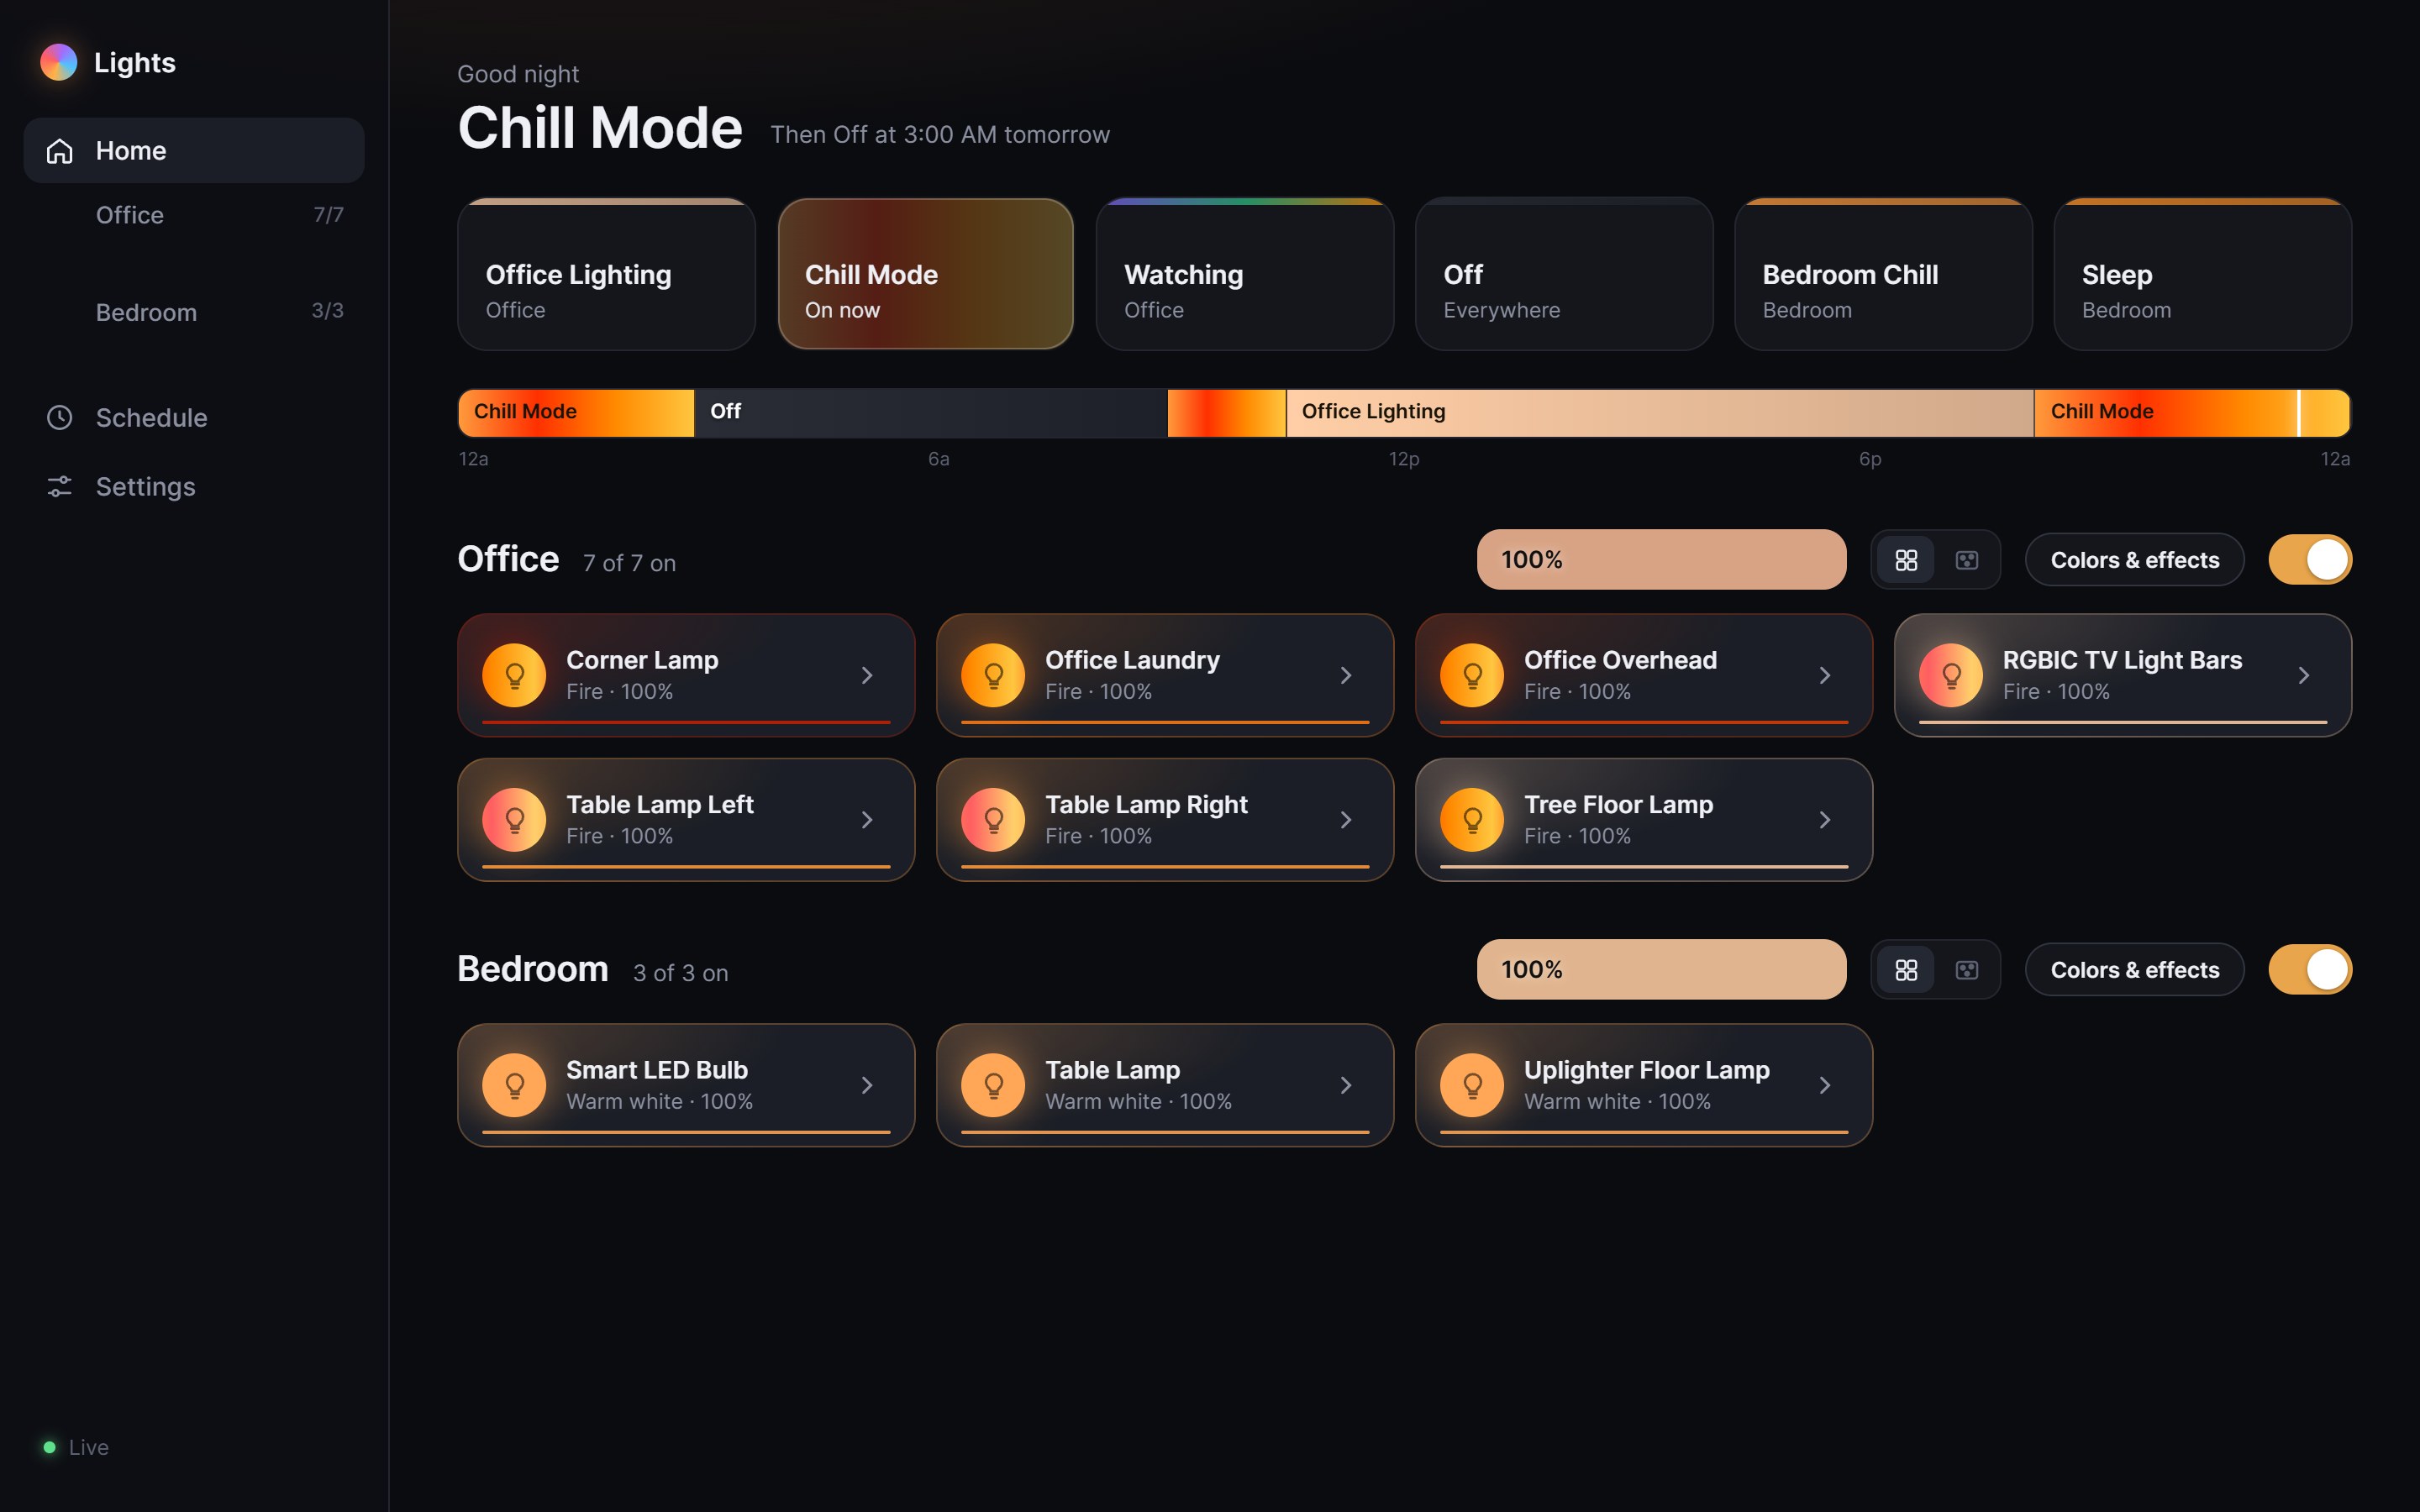 Lights
Home
Office 7/7
Bedroom 3/3
Schedule
Settings
Live
Good night
Chill Mode Then Off at 3:00 AM tomorrow
Office Lighting
Office
Chill Mode
On now
Watching
Office
Off
Everywhere
Bedroom Chill
Bedroom
Sleep
Bedroom
Chill Mode Off Office Lighting Chill Mode
12a 6a 12p 6p 12a
Office 7 of 7 on 100% Colors & effects
Corner Lamp
Fire · 100%
Office Laundry
Fire · 100%
Office Overhead
Fire · 100%
RGBIC TV Light Bars
Fire · 100%
Table Lamp Left
Fire · 100%
Table Lamp Right
Fire · 100%
Tree Floor Lamp
Fire · 100%
Bedroom 3 of 3 on 100% Colors & effects
Smart LED Bulb
Warm white · 100%
Table Lamp
Warm white · 100%
Uplighter Floor Lamp
Warm white · 100%